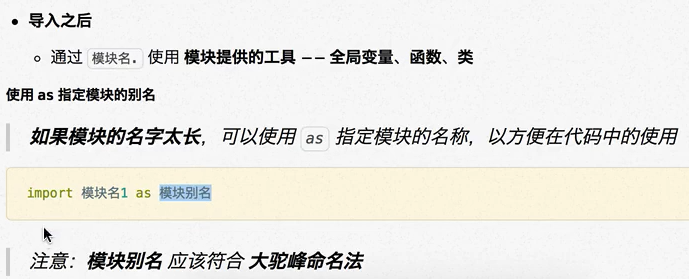 导入之后
通过 模块名. 使用 模块提供的工具 —— 全局变量、函数、类
使用 as 指定模块的别名
如果模块的名字太长，可以使用 as 指定模块的名称，以方便在代码中的使用
import 模块名1 as 模块别名
注意：模块别名 应该符合 大驼峰命名法